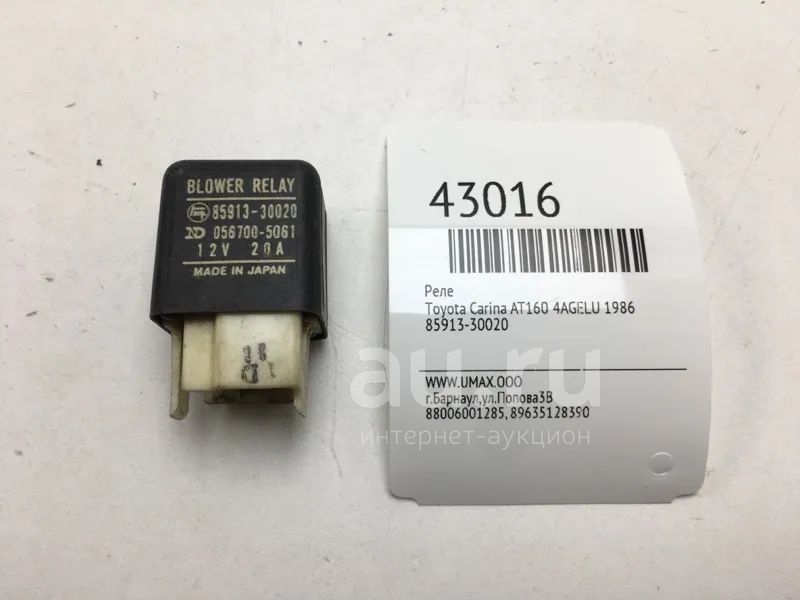 BLOWER RELAY
85913-30020
ND 056700-5061
12V 20A
MADE IN JAPAN
43016
Реле
Toyota Carina AT160 4AGELU 1986
85913-30020
WWW.UMAX.OOO
г.Барнаул,ул.Попова3В
88006001285, 89635128390
au.ru
интернет-аукцион